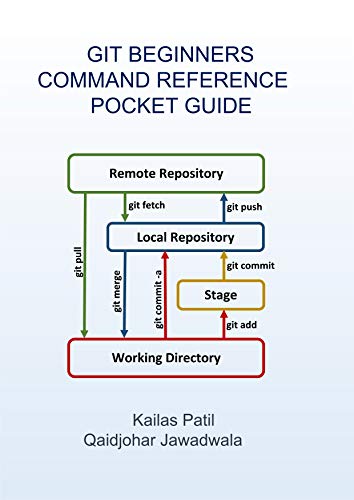 GIT BEGINNERS
COMMAND REFERENCE
POCKET GUIDE
Remote Repository
git fetch
git push
git pull
Local Repository
git merge
git commit -a
git commit
Stage
git add
Working Directory
Kailas Patil
Qaidjohar Jawadwala